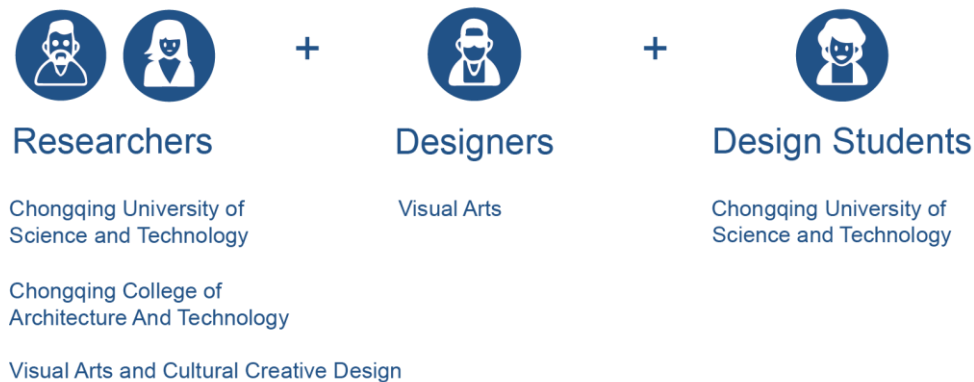 +
+
Researchers
Designers
Design Students
Chongqing University of
Science and Technology
Chongqing College of
Architecture And Technology
Visual Arts and Cultural Creative Design
Visual Arts
Chongqing University of
Science and Technology